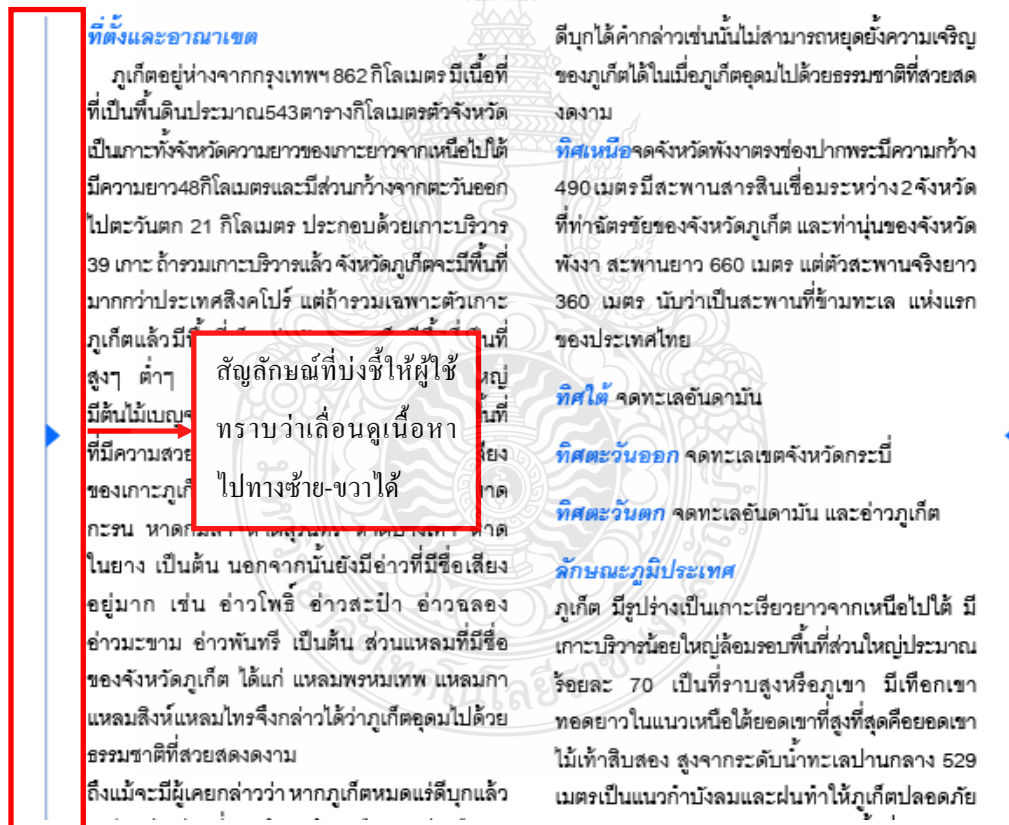 ที่ตั้งและอาณาเขต
ภูเก็ตอยู่ห่างจากกรุงเทพฯ 862 กิโลเมตร มีเนื้อที่
ที่เป็นพื้นดินประมาณ543ตารางกิโลเมตรตัวจังหวัด
เป็นเกาะทั้งจังหวัดความยาวของเกาะยาวจากเหนือไปใต้
มีความยาว48กิโลเมตรและมีส่วนกว้างจากตะวันออก
ไปตะวันตก 21 กิโลเมตร ประกอบด้วยเกาะบริวาร
39 เกาะ ถ้ารวมเกาะบริวารแล้ว จังหวัดภูเก็ตจะมีพื้นที่
มากกว่าประเทศสิงคโปร์ แต่ถ้ารวมเฉพาะตัวเกาะ
ภูเก็ตแล้วมี
สูงๆ ต่ำๆ
มีต้นไม้
ที่มีความ
ของเกาะ
กะรน หาด
ในยาง เป็นต้น นอกจากนั้นยังมีอ่าวที่มีชื่อเสียง
อยู่มาก เช่น อ่าวโพธิ์ อ่าวสะป๋า อ่าวฉลอง
อ่าวมะขาม อ่าวพันทรี เป็นต้น ส่วนแหลมที่มีชื่อ
ของจังหวัดภูเก็ต ได้แก่ แหลมพรหมเทพ แหลมกา
แหลมสิงห์แหลมไทรจึงกล่าวได้ว่าภูเก็ตอุดมไปด้วย
ธรรมชาติที่สวยสดงดงาม
ถึงแม้จะมีผู้เคยกล่าวว่า หากภูเก็ตหมดแร่ดีบุกแล้ว
สัญลักษณ์ที่บ่งชี้ให้ผู้ใช้
ทราบว่าเลื่อนดูเนื้อหา
ไปทางซ้าย-ขวาได้
ดีบุกได้คำกล่าวเช่นนั้นไม่สามารถหยุดยั้งความเจริญ
ของภูเก็ตได้ในเมื่อภูเก็ตอุดมไปด้วยธรรมชาติที่สวยสด
งดงาม
ทิศเหนือจดจังหวัดพังงาตรงช่องปากพระมีความกว้าง
490เมตรมีสะพานสารสินเชื่อมระหว่าง2จังหวัด
ที่ท่าฉัตรชัยของจังหวัดภูเก็ต และท่านุ่นของจังหวัด
พังงา สะพานยาว 660 เมตร แต่ตัวสะพานจริงยาว
360 เมตร นับว่าเป็นสะพานที่ข้ามทะเล แห่งแรก
ของประเทศไทย
ทิศใต้ จดทะเลอันดามัน
ทิศตะวันออก จดทะเลเขตจังหวัดกระบี่
ทิศตะวันตก จดทะเลอันดามัน และอ่าวภูเก็ต
ลักษณะภูมิประเทศ
ภูเก็ต มีรูปร่างเป็นเกาะเรียวยาวจากเหนือไปใต้ มี
เกาะบริวารน้อยใหญ่ล้อมรอบพื้นที่ส่วนใหญ่ประมาณ
ร้อยละ 70 เป็นที่ราบสูงหรือภูเขา มีเทือกเขา
ทอดยาวในแนวเหนือใต้ยอดเขาที่สูงที่สุดคือยอดเขา
ไม้เท้าสิบสอง สูงจากระดับน้ำทะเลปานกลาง 529
เมตรเป็นแนวกำบังลมและฝนทำให้ภูเก็ตปลอดภัย